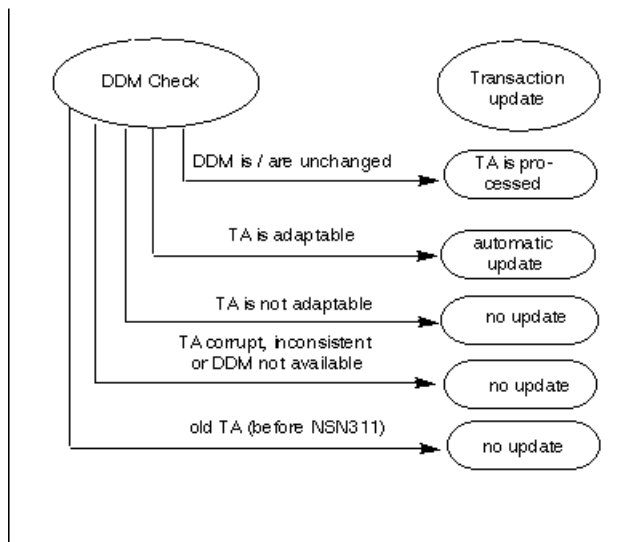 DDM Check
Transaction
update
DDM is / are unchanged
TA is pro-
cessed
TA is adaptable
automatic
update
TA is not adaptable
no update
TA corrupt, inconsistent
or DDM not available
no update
old TA (before NSN311)
no update